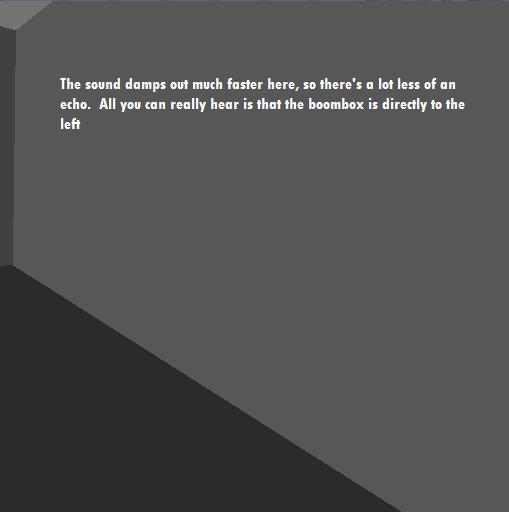 The sound damps out much faster here, so there's a lot less of an
echo.  All you can really hear is that the boombox is directly to the
left